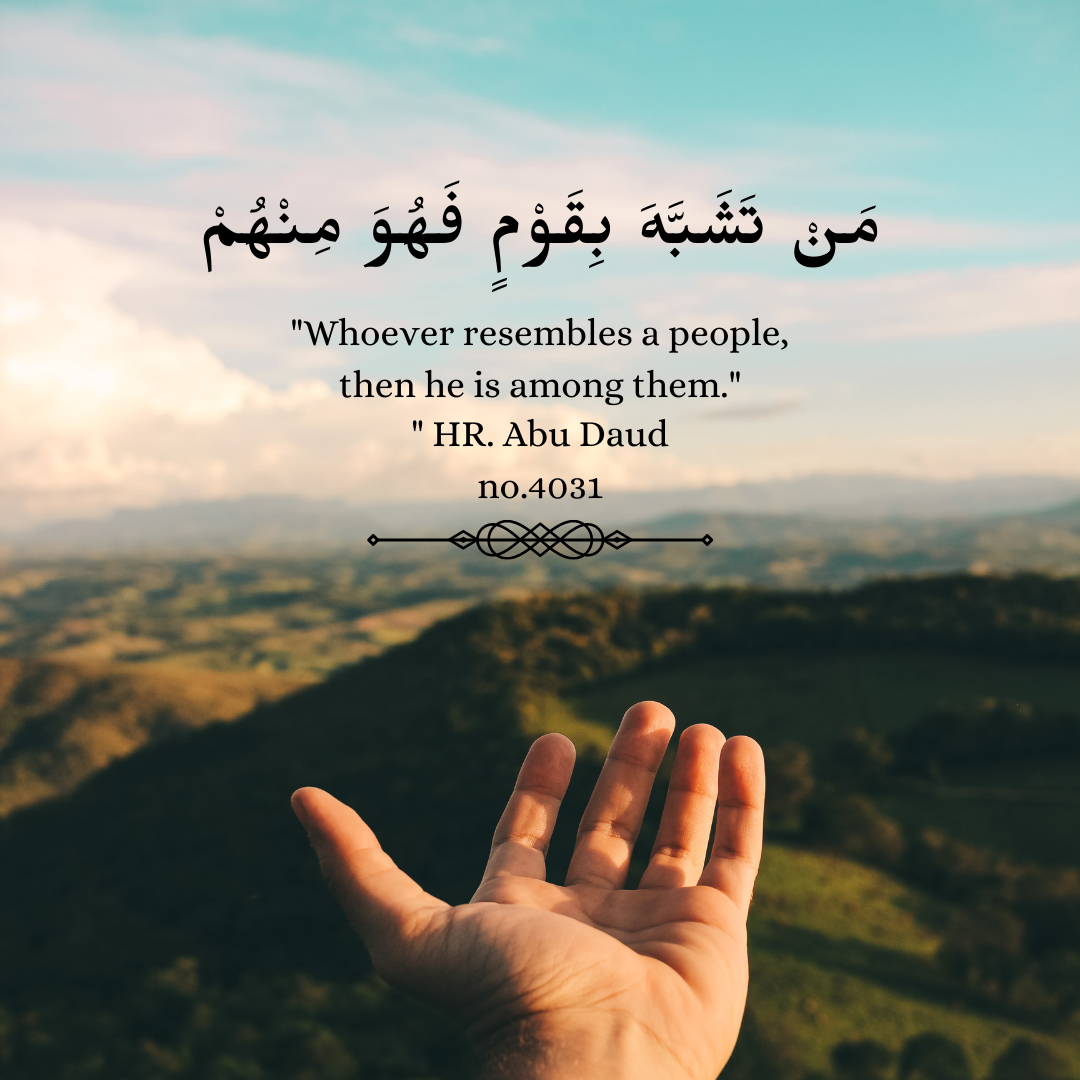 مَنْ تَشَبَّهَ بِقَوْمٍ فَهُوَ مِنْهُمْ
"Whoever resembles a people,
then he is among them."
" HR. Abu Daud
no.4031